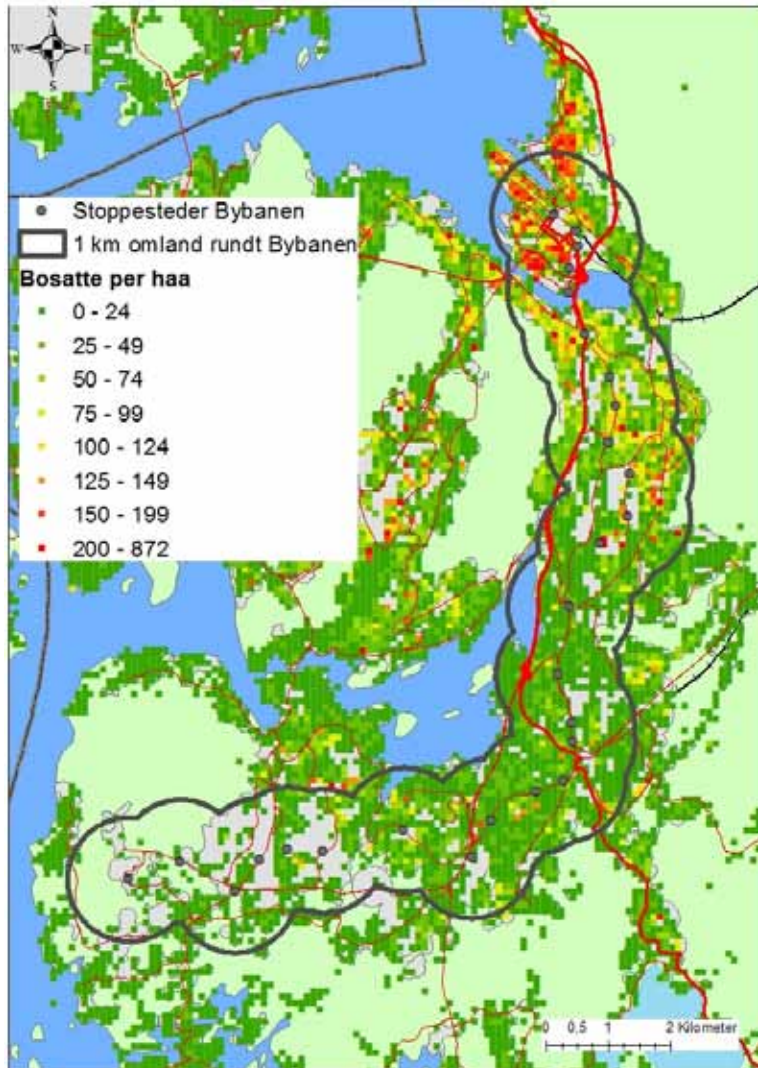 N
W E
S
Stoppesteder Bybanen
1 km omland rundt Bybanen
Bosatte per haa
0 - 24
25 - 49
50 - 74
75 - 99
100 - 124
125 - 149
150 - 199
200 - 872
0 0,5 1 2 Kilometer